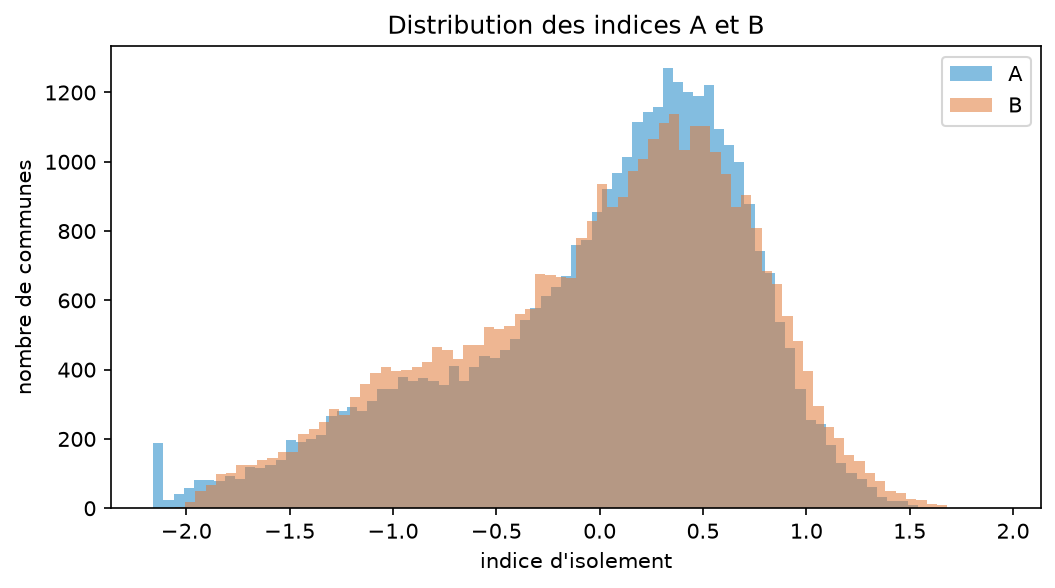 Distribution des indices A et B
A
B
nombre de communes
1200
1000
800
600
400
200
0
−2.0 −1.5 −1.0 −0.5 0.0 0.5 1.0 1.5 2.0
indice d'isolement